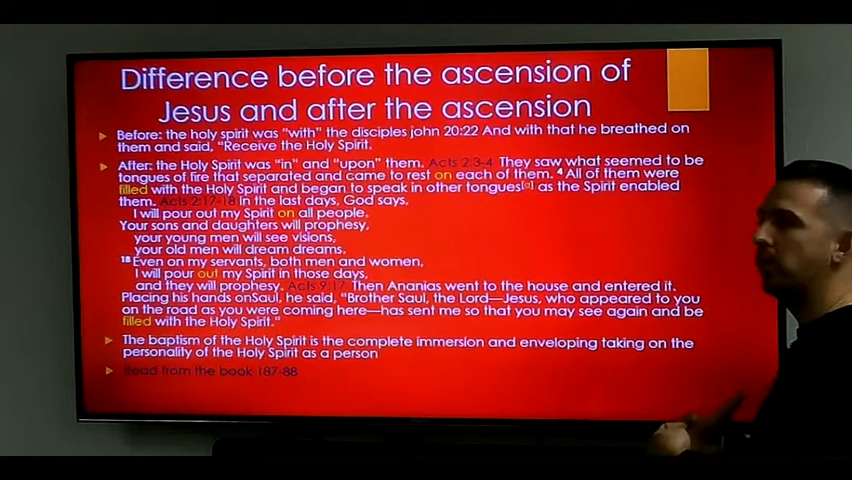 Difference before the ascension of
Jesus and after the ascension
Before: the holy spirit was "with" the disciples john 20:22 And with that he breathed on
them and said, "Receive the Holy Spirit.
After: the Holy Spirit was "in" and "upon" them. Acts 2:3-4 They saw what seemed to be
tongues of fire that separated and came to rest on each of them. 4 All of them were
filled with the Holy Spirit and began to speak in other tongues[a] as the Spirit enabled
them. Acts 2:17-18 In the last days, God says,
I will pour out my Spirit on all people.
Your sons and daughters will prophesy,
your young men will see visions,
your old men will dream dreams.
18 Even on my servants, both men and women,
I will pour out my Spirit in those days,
and they will prophesy. Acts 9:17 Then Ananias went to the house and entered it.
Placing his hands onSaul, he said, "Brother Saul, the Lord—Jesus, who appeared to you
on the road as you were coming here—has sent me so that you may see again and be
filled with the Holy Spirit."
The baptism of the Holy Spirit is the complete immersion and enveloping taking on the
personality of the Holy Spirit as a person
Read from the book 187-88